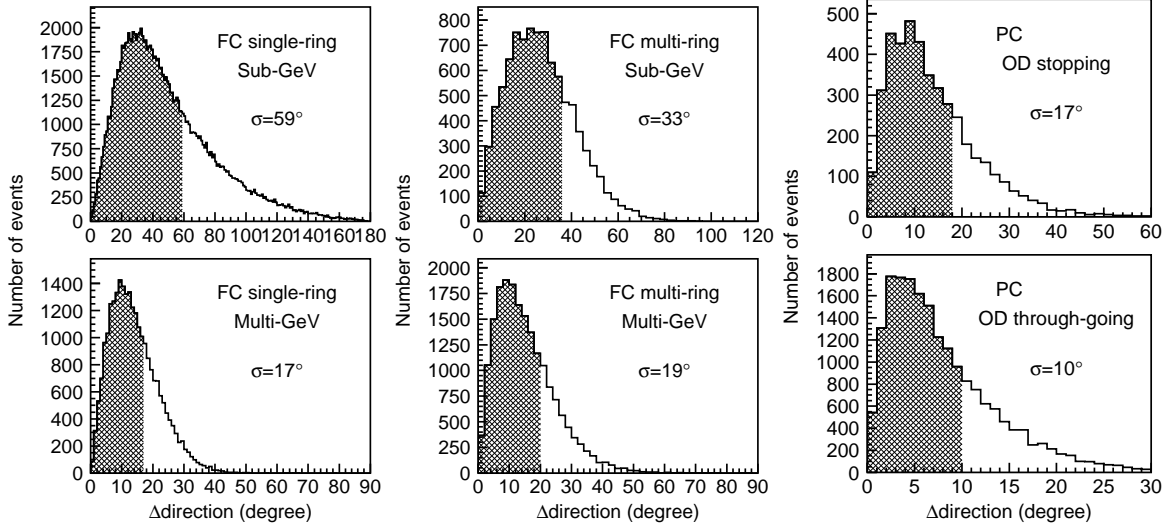 Number of events
2000
1750
1500
1250
1000
750
500
250
0
FC single-ring
Sub-GeV
σ=59°
0 20 40 60 80 100120140160180
800
700
600
500
400
300
200
100
0
FC multi-ring
Sub-GeV
σ=33°
0 20 40 60 80 100 120
500
400
300
200
100
0
PC
OD stopping
σ=17°
0 10 20 30 40 50 60
1400
1200
1000
800
600
400
200
0
FC single-ring
Multi-GeV
σ=17°
0 10 20 30 40 50 60 70 80 90
Δdirection (degree)
Number of events
2000
1750
1500
1250
1000
750
500
250
0
FC multi-ring
Multi-GeV
σ=19°
0 10 20 30 40 50 60 70 80 90
Δdirection (degree)
Number of events
1800
1600
1400
1200
1000
800
600
400
200
0
PC
OD through-going
σ=10°
0 5 10 15 20 25 30
Δdirection (degree)